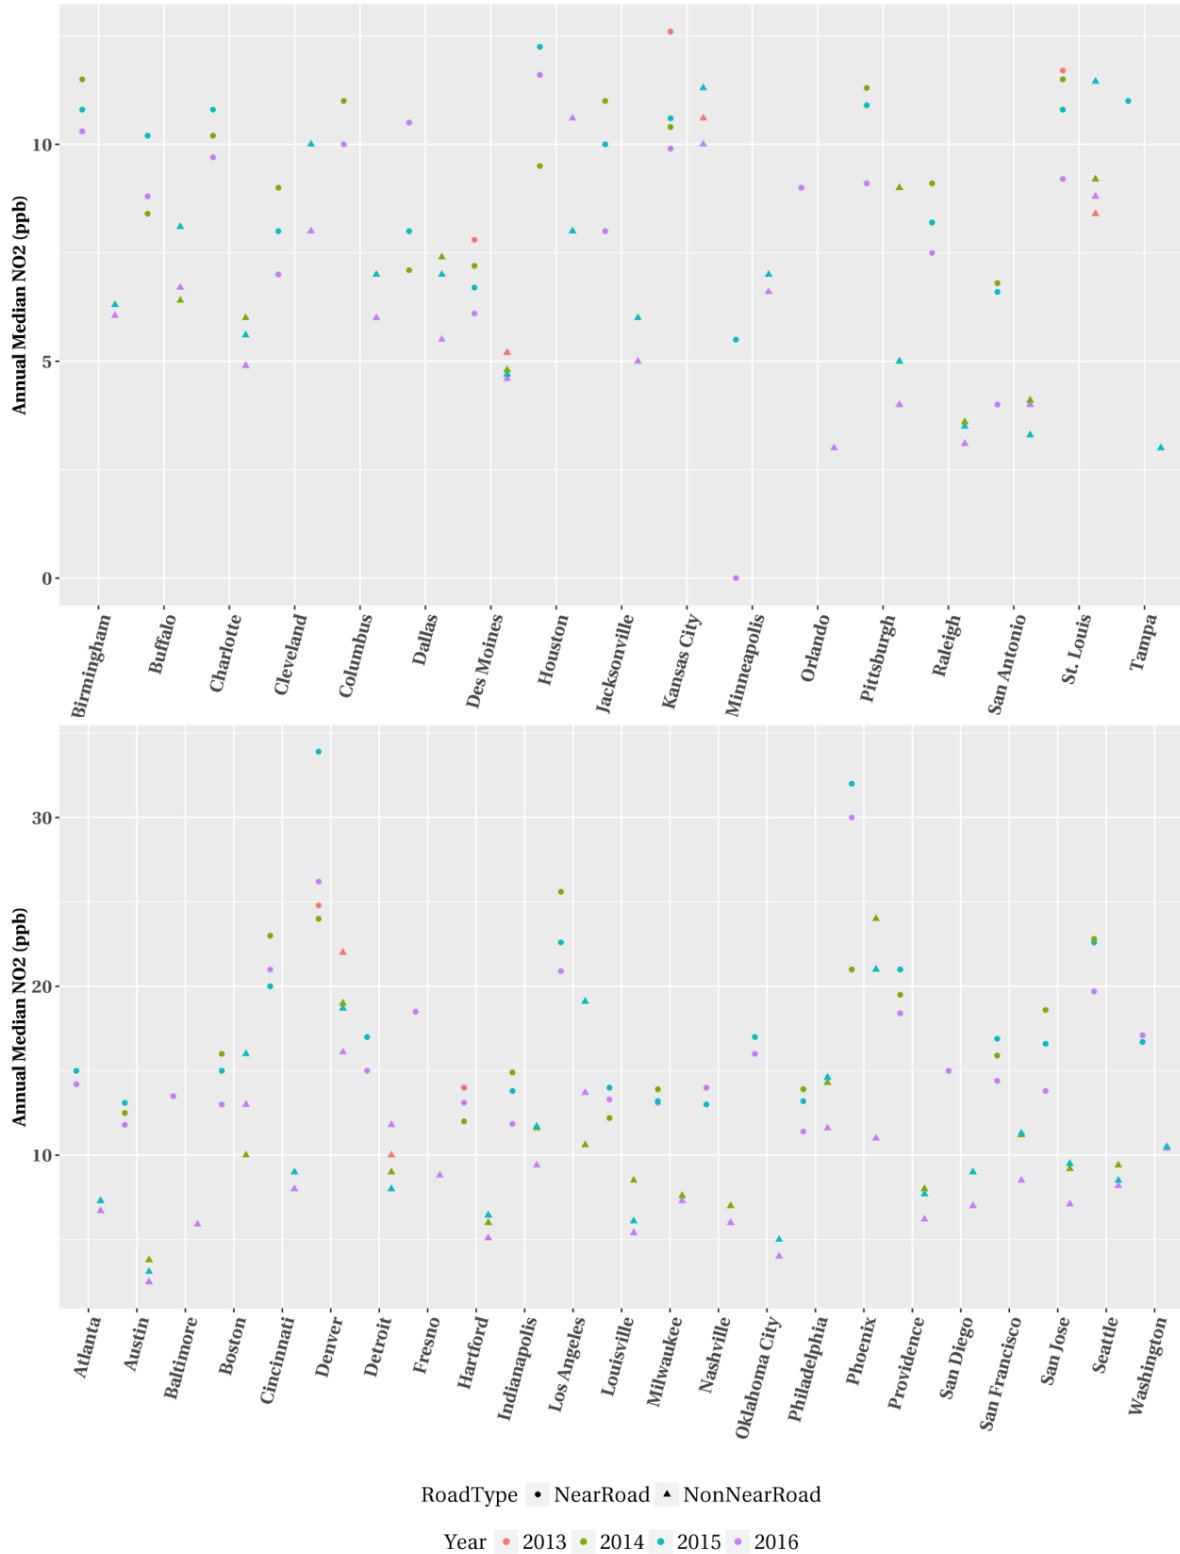 Annual Median NO2 (ppb)
10
5
0
Birmingham
Buffalo
Charlotte
Cleveland
Columbus
Dallas
Des Moines
Houston
Jacksonville
Kansas City
Minneapolis
Orlando
Pittsburgh
Raleigh
San Antonio
St. Louis
Tampa
Annual Median NO2 (ppb)
30
20
10
Atlanta
Austin
Baltimore
Boston
Cincinnati
Denver
Detroit
Fresno
Hartford
Indianapolis
Los Angeles
Louisville
Milwaukee
Nashville
Oklahoma City
Philadelphia
Phoenix
Providence
San Diego
San Francisco
San Jose
Seattle
Washington
RoadType NearRoad NonNearRoad
Year 2013 2014 2015 2016